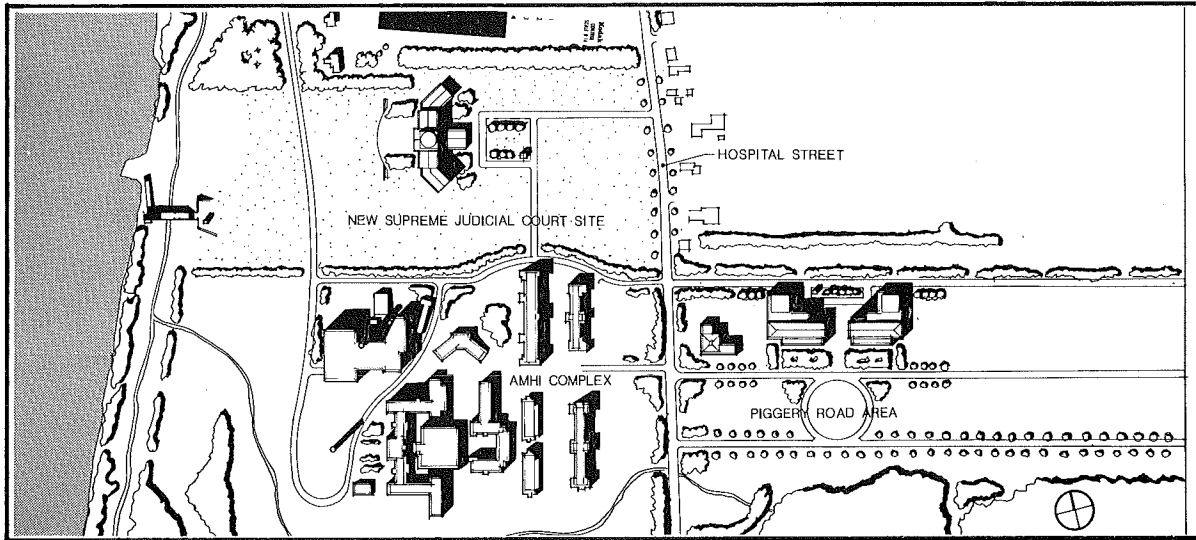 HOSPITAL STREET
NEW SUPREME JUDICIAL COURT SITE
AMHI COMPLEX
PIGGERY ROAD AREA